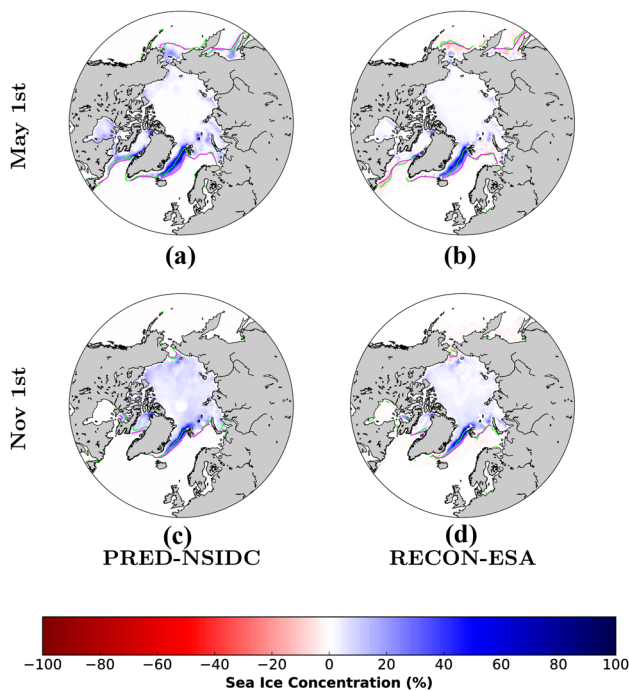 May 1st
(a) (b)
Nov 1st
(c) (d)
PRED-NSIDC RECON-ESA
−100 −80 −60 −40 −20 0 20 40 60 80 100
Sea Ice Concentration (%)